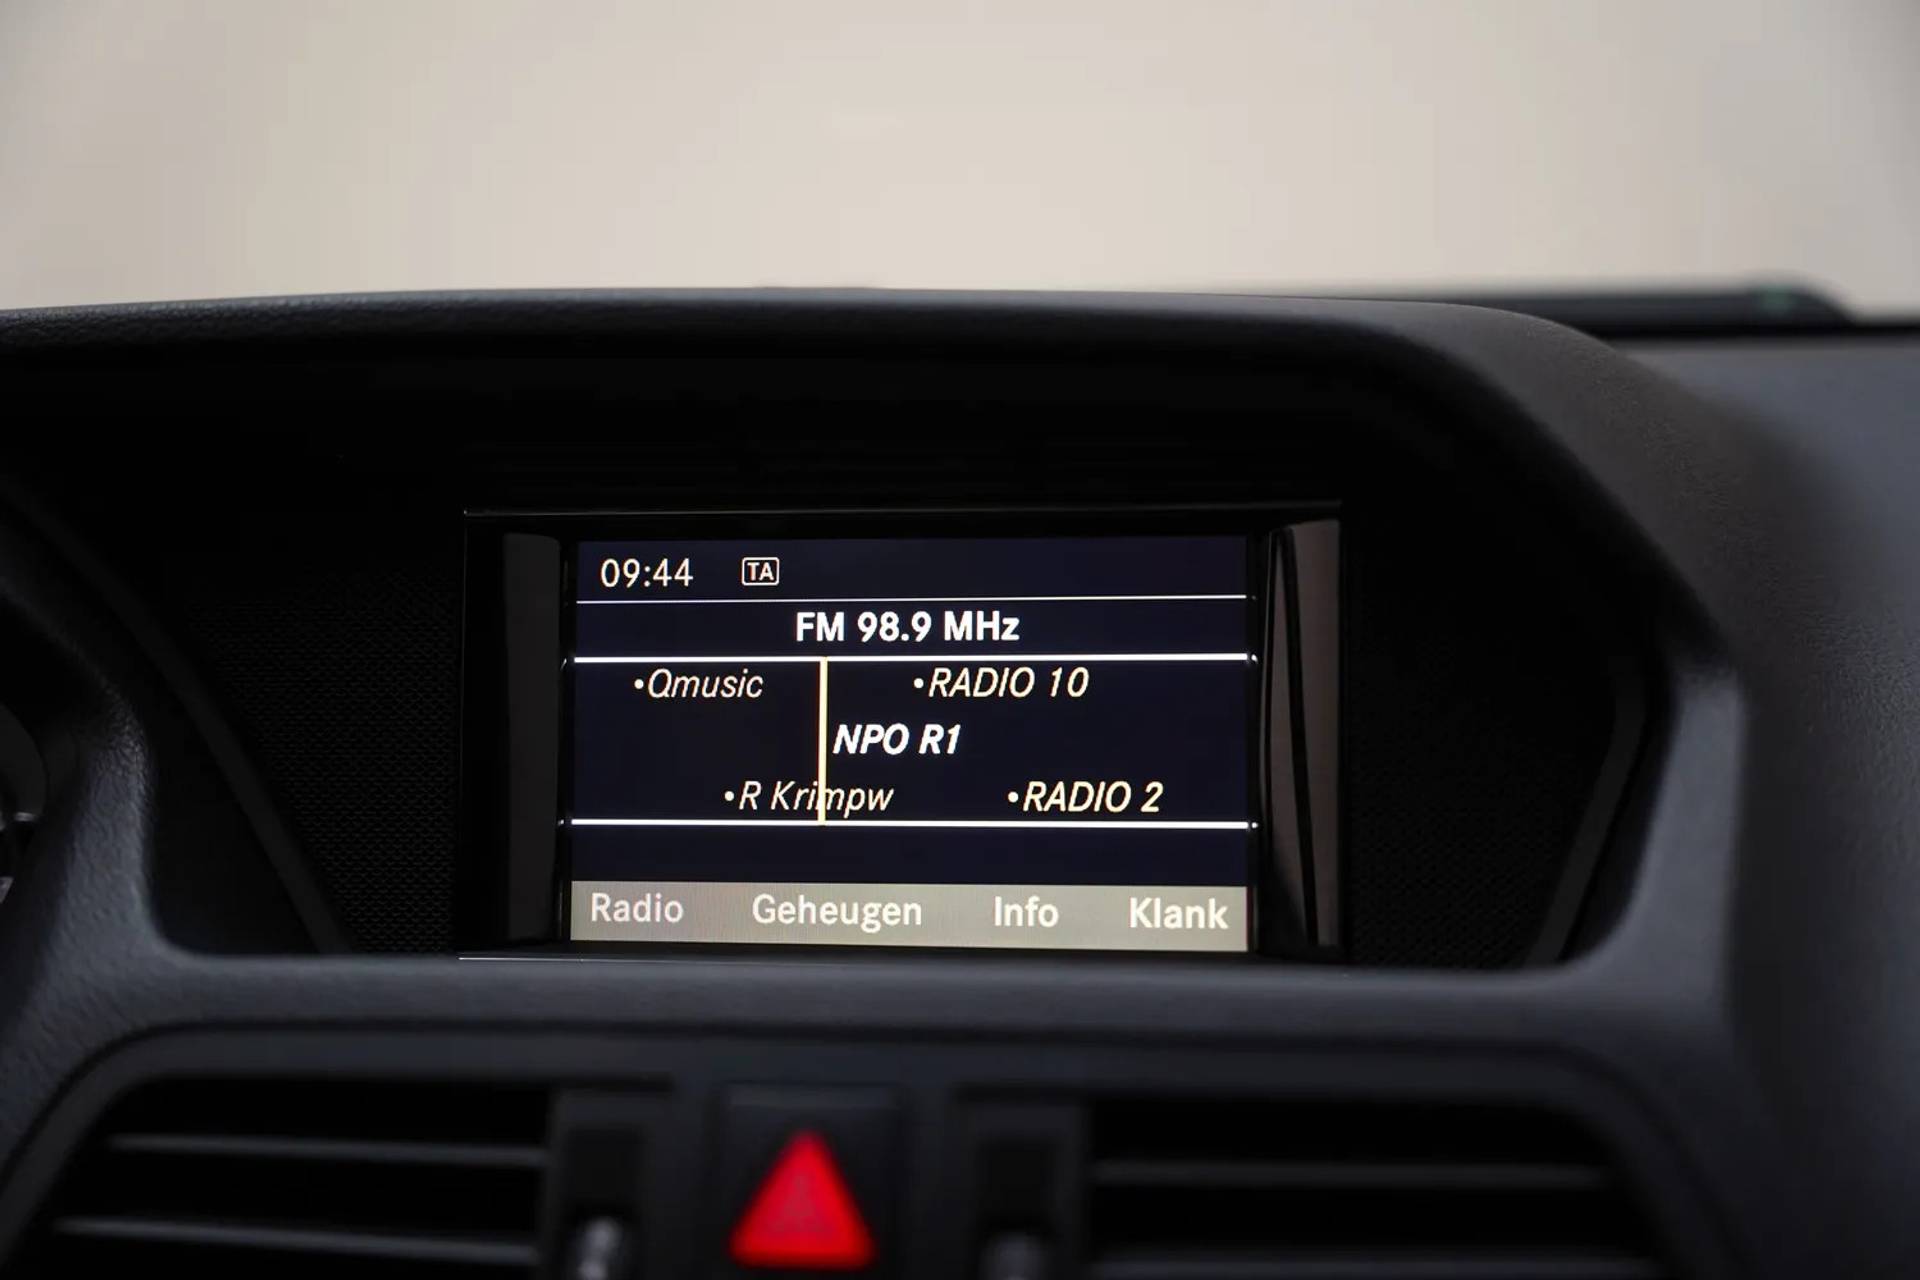 09:44 TA
FM 98.9 MHz
•Qmusic •RADIO 10
NPO R1
•R Krimpw •RADIO 2
Radio Geheugen Info Klank